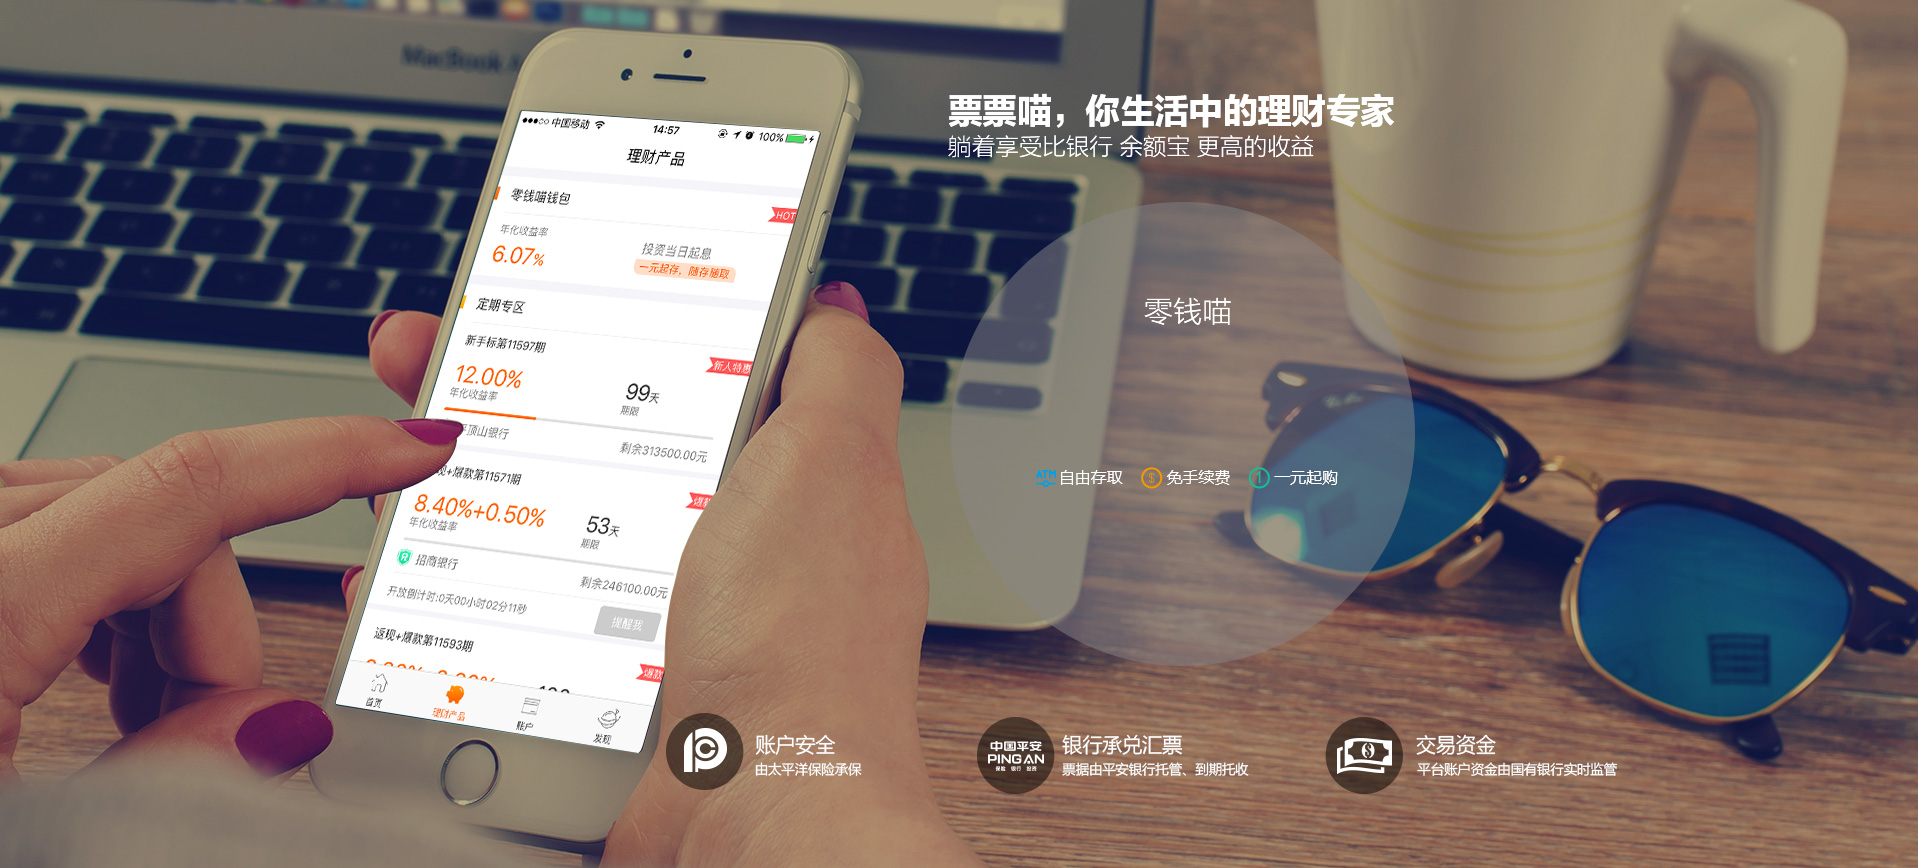 MacBook A
中国移动
14:57
100%
理财产品
零钱喵钱包
HOT
年化收益率
6.07%
投资当日起息
一元起存，随存随取
定期专区
新手标第11597期
新人特惠
12.00%
年化收益率
99天
期限
平顶山银行
剩余313500.00元
现+爆款第11571期
8.40%+0.50%
年化收益率
53天
期限
招商银行
剩余246100.00元
开放倒计时:0天00小时02分11秒
提醒我
返现+爆款第11593期
爆款
首页
理财产品
账户
发现
票票喵，你生活中的理财专家
躺着享受比银行 余额宝 更高的收益
零钱喵
ATM 自由存取
$ 免手续费
1 一元起购
账户安全
由太平洋保险承保
中国平安
PING AN
保险 银行 投资
银行承兑汇票
票据由平安银行托管、到期托收
交易资金
平台账户资金由国有银行实时监管